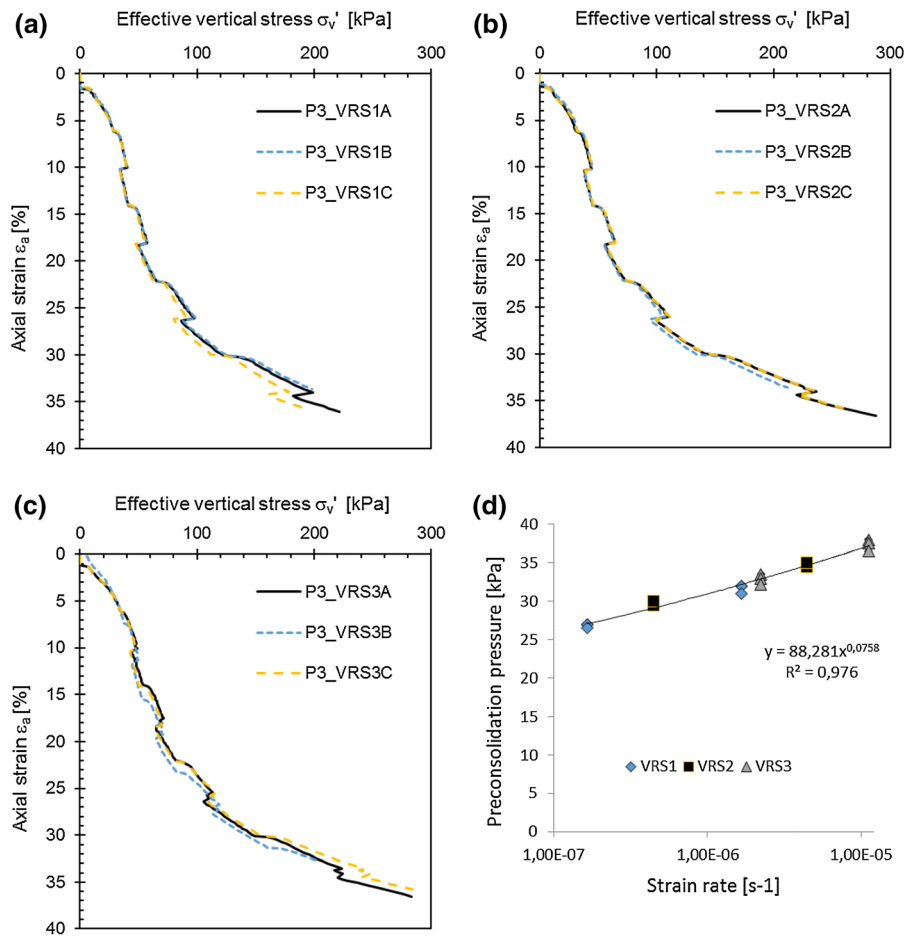 (a)
Effective vertical stress σv' [kPa]
0 100 200 300
0
5
10
15
20
25
30
35
40
Axial strain εa [%]
P3_VRS1A
P3_VRS1B
P3_VRS1C
(b)
Effective vertical stress σv' [kPa]
0 100 200 300
0
5
10
15
20
25
30
35
40
Axial strain εa [%]
P3_VRS2A
P3_VRS2B
P3_VRS2C
(c)
Effective vertical stress σv' [kPa]
0 100 200 300
0
5
10
15
20
25
30
35
40
Axial strain εa [%]
P3_VRS3A
P3_VRS3B
P3_VRS3C
(d)
40
35
30
25
20
15
10
5
0
Preconsolidation pressure [kPa]
y = 88,281x^0,0758
R² = 0,976
VRS1 VRS2 VRS3
1,00E-07 1,00E-06 1,00E-05
Strain rate [s-1]